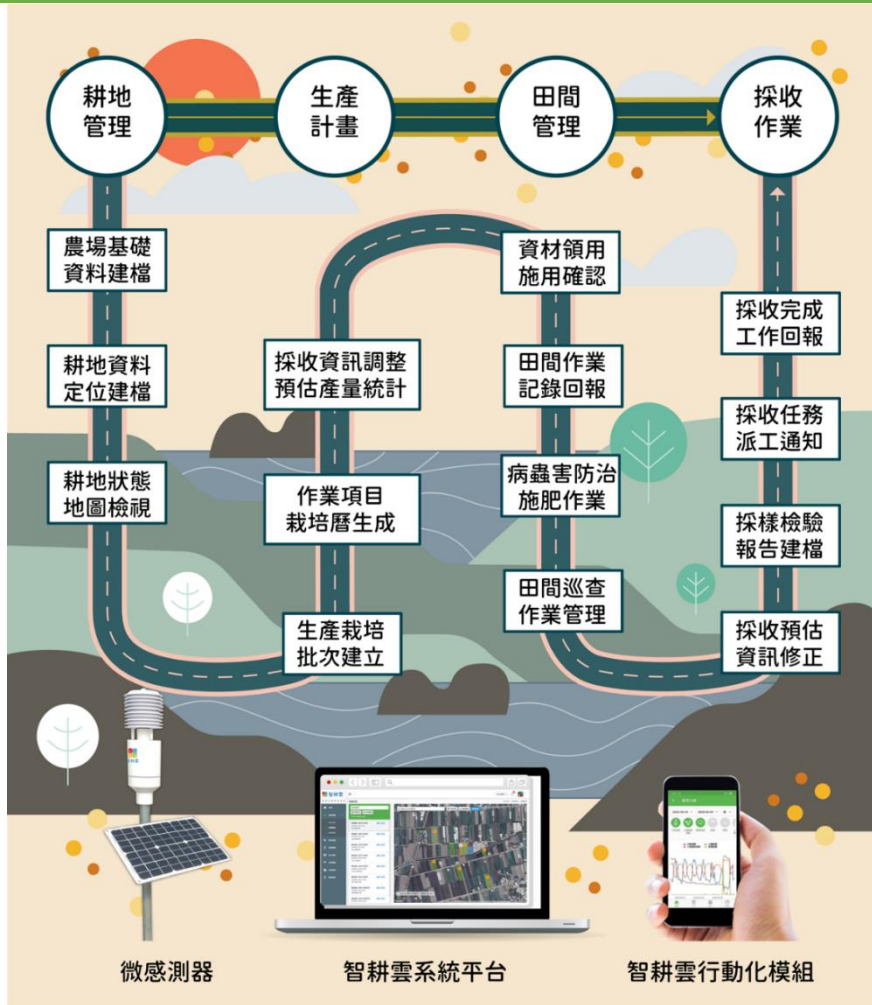 耕地
管理
生產
計畫
田間
管理
採收
作業
農場基礎
資料建檔
耕地資料
定位建檔
耕地狀態
地圖檢視
採收資訊調整
預估產量統計
作業項目
栽培曆生成
生產栽培
批次建立
資材領用
施用確認
田間作業
記錄回報
病蟲害防治
施肥作業
田間巡查
作業管理
採收完成
工作回報
採收任務
派工通知
採樣檢驗
報告建檔
採收預估
資訊修正
智耕雲
微感測器
智耕雲系統平台
智耕雲行動化模組